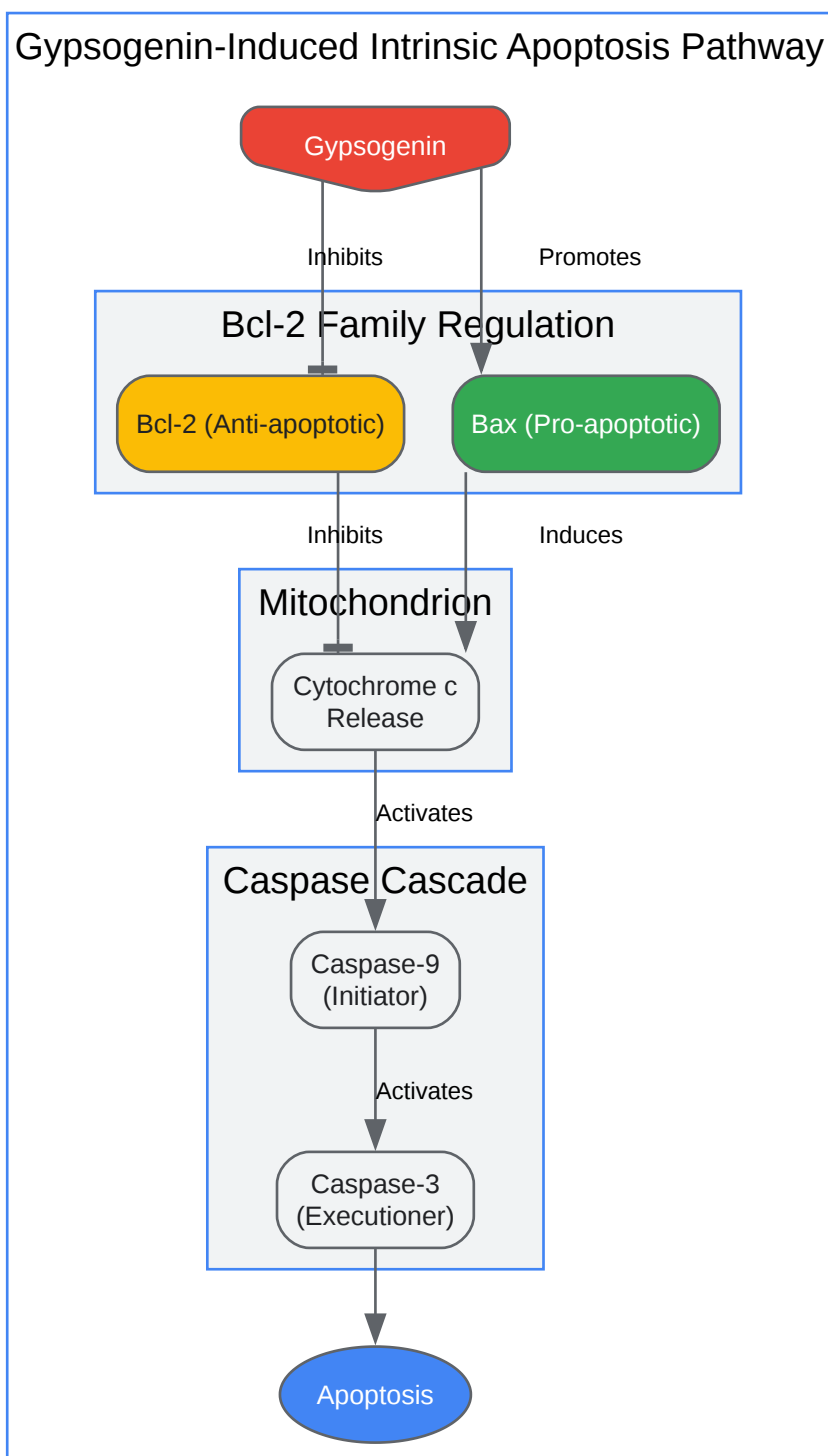 Gypsogenin-Induced Intrinsic Apoptosis Pathway
Gypsogenin
Inhibits
Promotes
Bcl-2 Family Regulation
Bcl-2 (Anti-apoptotic)
Bax (Pro-apoptotic)
Inhibits
Induces
Mitochondrion
Cytochrome c
Release
Activates
Caspase Cascade
Caspase-9
(Initiator)
Activates
Caspase-3
(Executioner)
Apoptosis